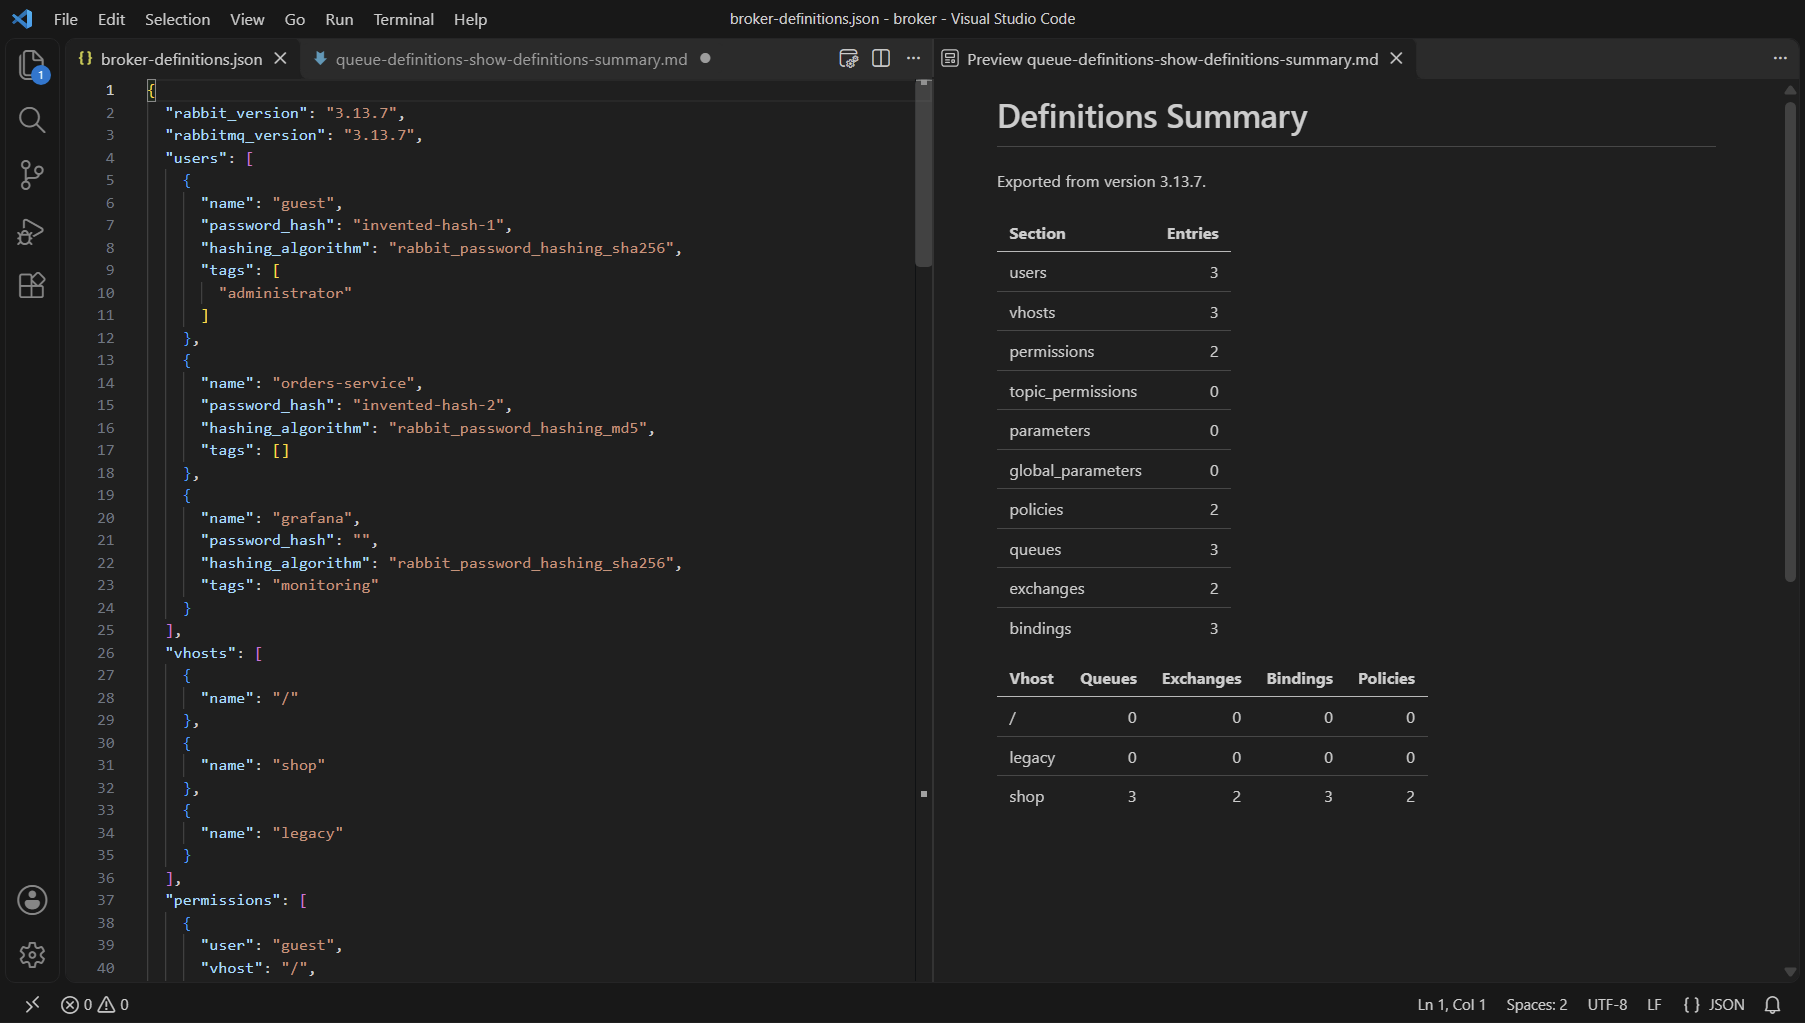 File Edit Selection View Go Run Terminal Help
broker-definitions.json - broker - Visual Studio Code
1
{} broker-definitions.json
queue-definitions-show-definitions-summary.md
1 {
2 "rabbit_version": "3.13.7",
3 "rabbitmq_version": "3.13.7",
4 "users": [
5 {
6 "name": "guest",
7 "password_hash": "invented-hash-1",
8 "hashing_algorithm": "rabbit_password_hashing_sha256",
9 "tags": [
10 "administrator"
11 ]
12 },
13 {
14 "name": "orders-service",
15 "password_hash": "invented-hash-2",
16 "hashing_algorithm": "rabbit_password_hashing_md5",
17 "tags": []
18 },
19 {
20 "name": "grafana",
21 "password_hash": "",
22 "hashing_algorithm": "rabbit_password_hashing_sha256",
23 "tags": "monitoring"
24 }
25 ],
26 "vhosts": [
27 {
28 "name": "/"
29 },
30 {
31 "name": "shop"
32 },
33 {
34 "name": "legacy"
35 }
36 ],
37 "permissions": [
38 {
39 "user": "guest",
40 "vhost": "/",
Preview queue-definitions-show-definitions-summary.md
Definitions Summary
Exported from version 3.13.7.
Section Entries
users 3
vhosts 3
permissions 2
topic_permissions 0
parameters 0
global_parameters 0
policies 2
queues 3
exchanges 2
bindings 3
Vhost Queues Exchanges Bindings Policies
/ 0 0 0 0
legacy 0 0 0 0
shop 3 2 3 2
0 0
Ln 1, Col 1 Spaces: 2 UTF-8 LF {} JSON